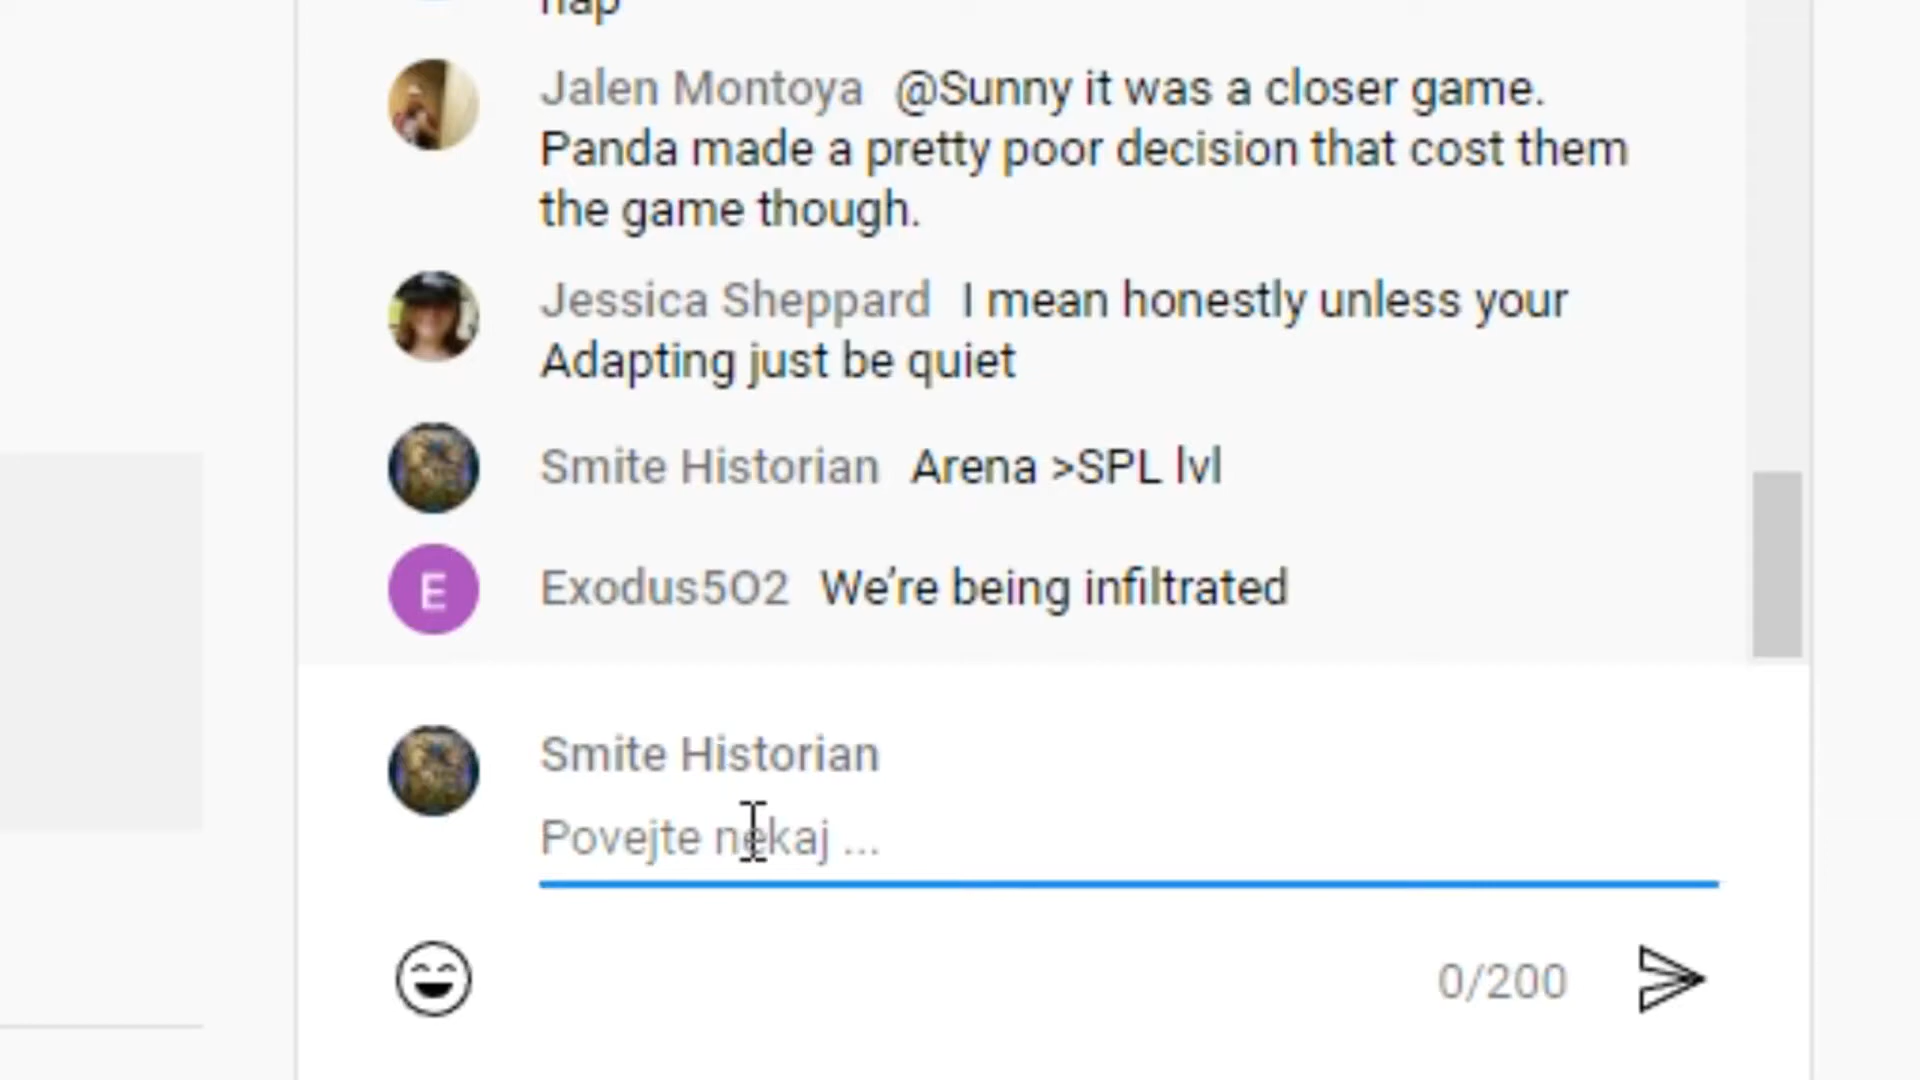 nap
Jalen Montoya @Sunny it was a closer game.
Panda made a pretty poor decision that cost them
the game though.
Jessica Sheppard I mean honestly unless your
Adapting just be quiet
Smite Historian Arena >SPL lvl
E Exodus502 We're being infiltrated
Smite Historian
Povejte nekaj ...
0/200